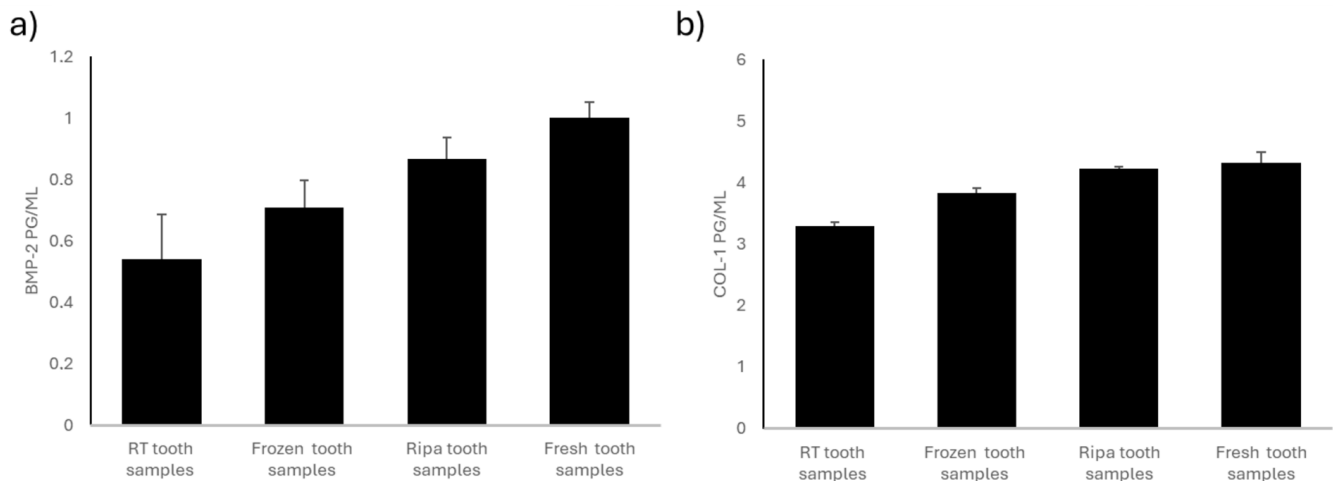 a)
1.2
1
0.8
0.6
0.4
0.2
0
BMP-2 PG/ML
RT tooth
samples
Frozen tooth
samples
Ripa tooth
samples
Fresh tooth
samples
b)
6
5
4
3
2
1
0
COL-1 PG/ML
RT tooth
samples
Frozen tooth
samples
Ripa tooth
samples
Fresh tooth
samples